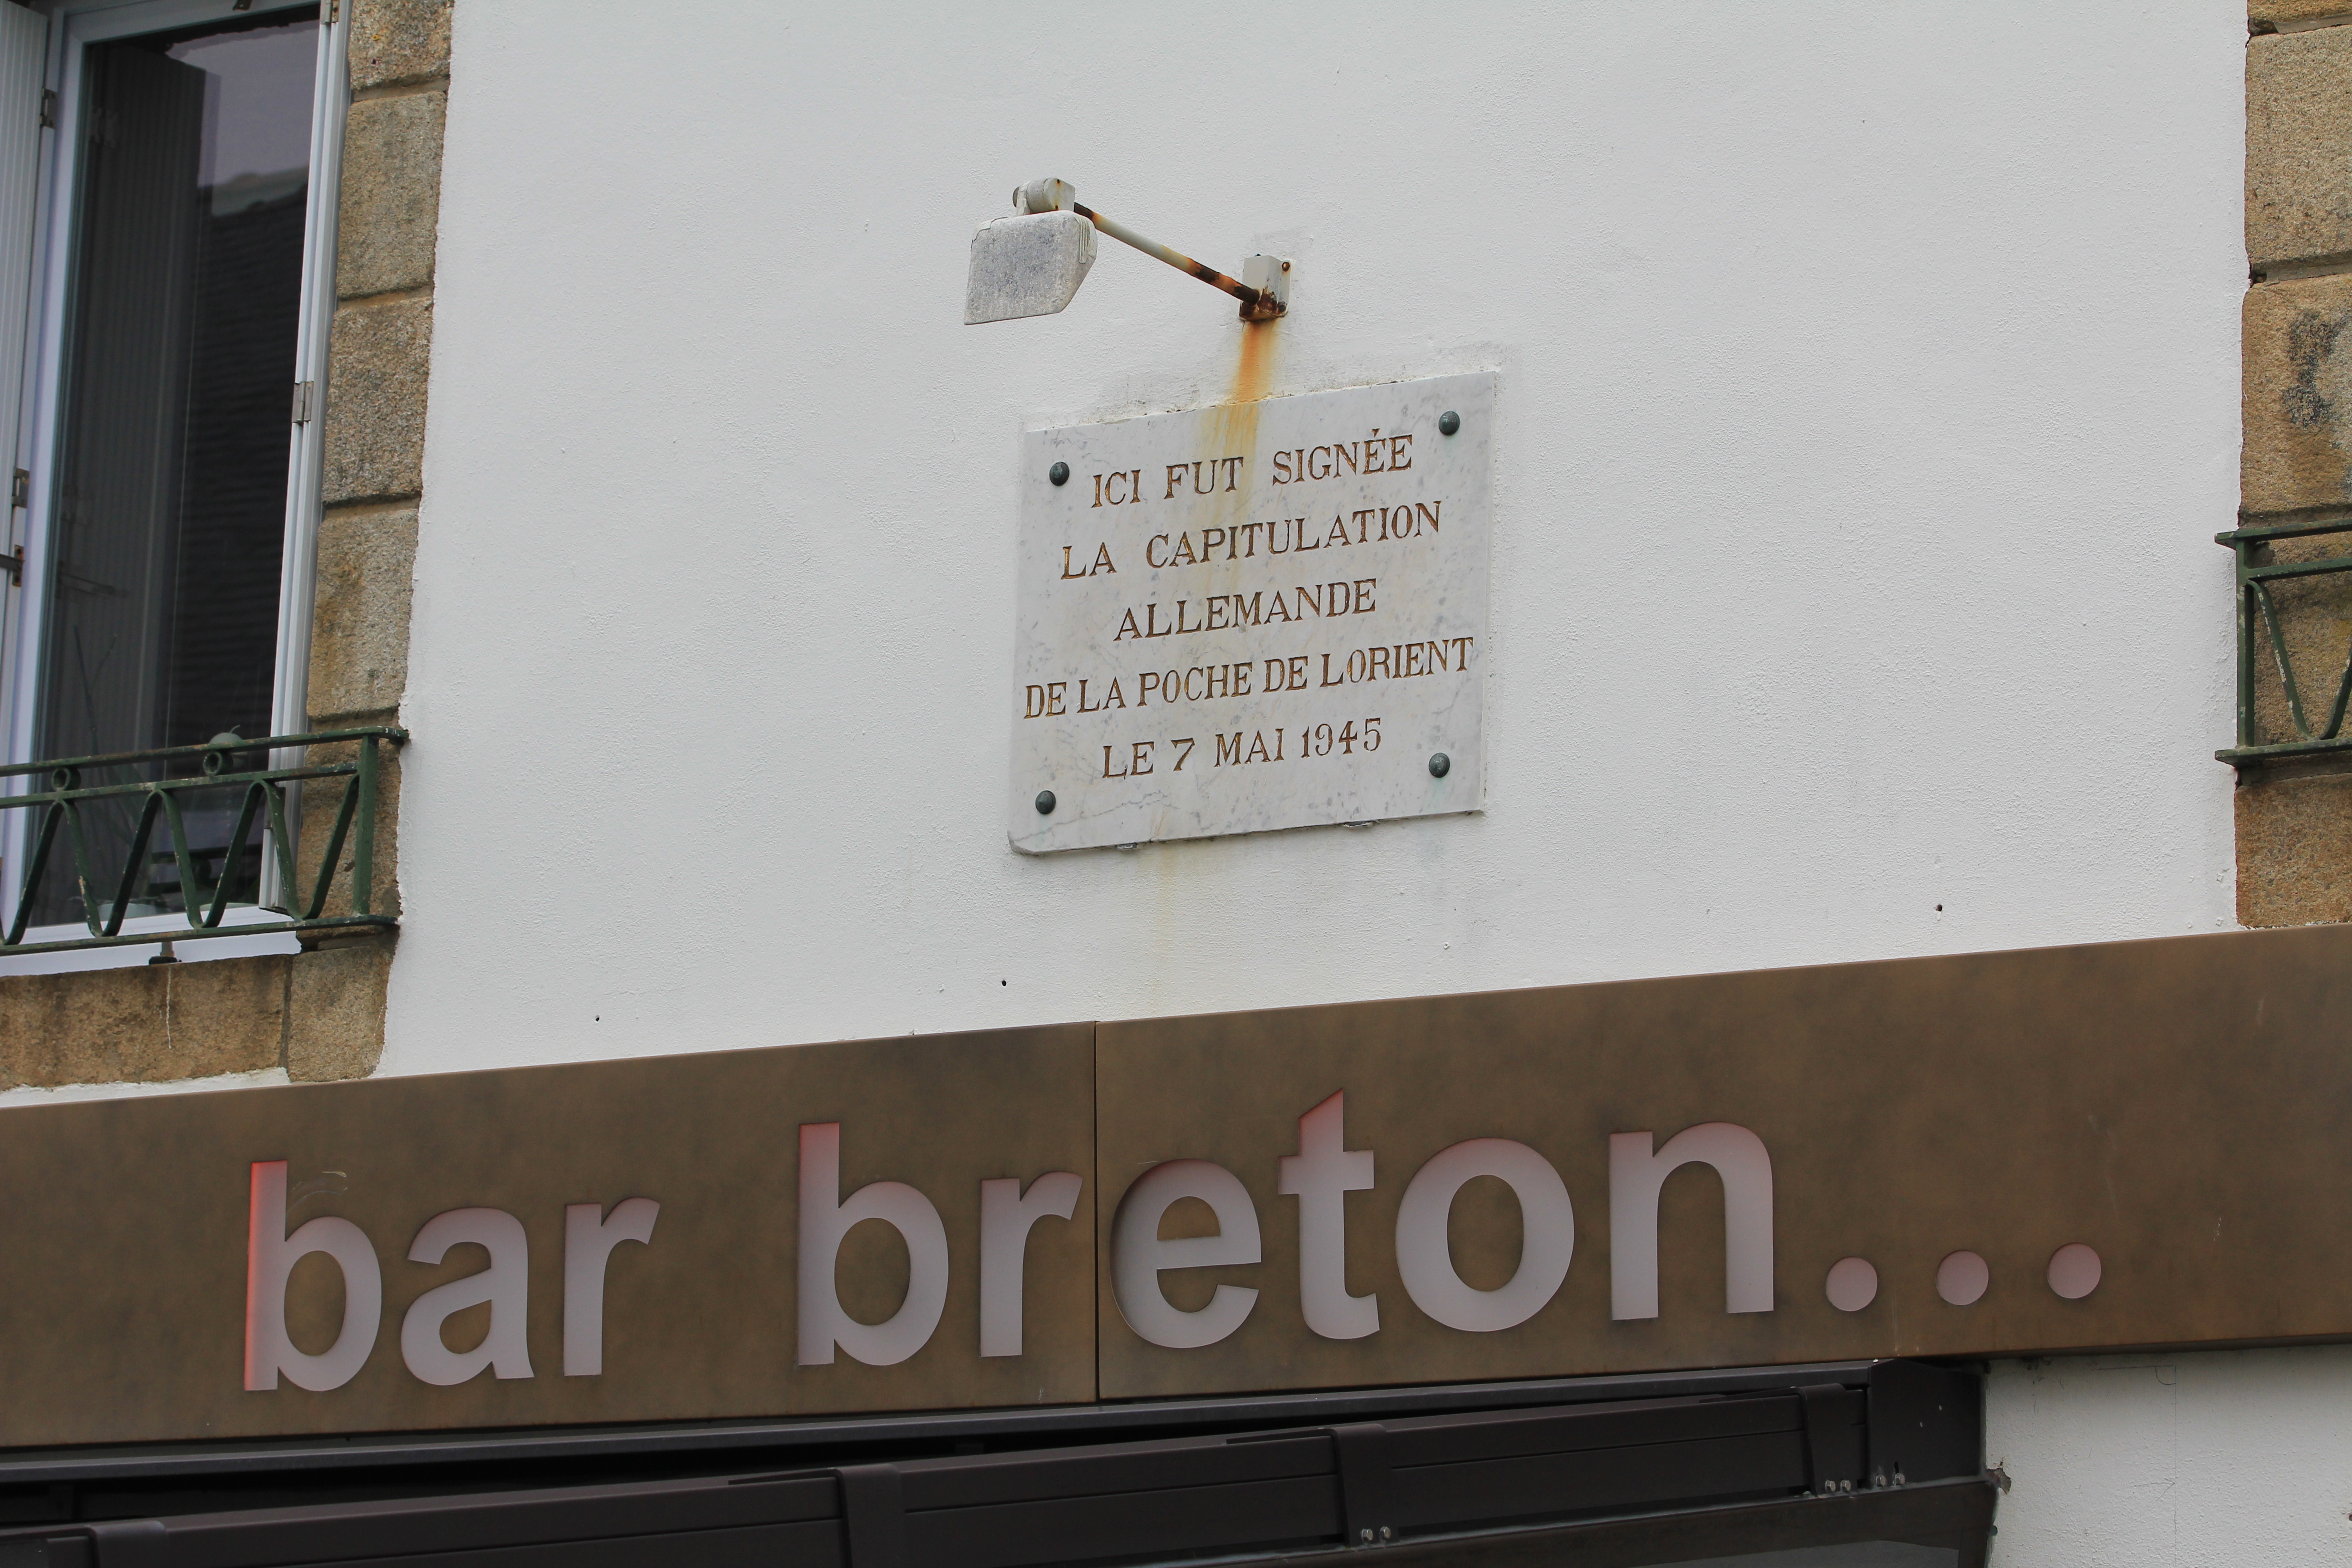 ICI FUT SIGNÉE
LA CAPITULATION
ALLEMANDE
DE LA POCHE DE LORIENT
LE 7 MAI 1945
bar breton...